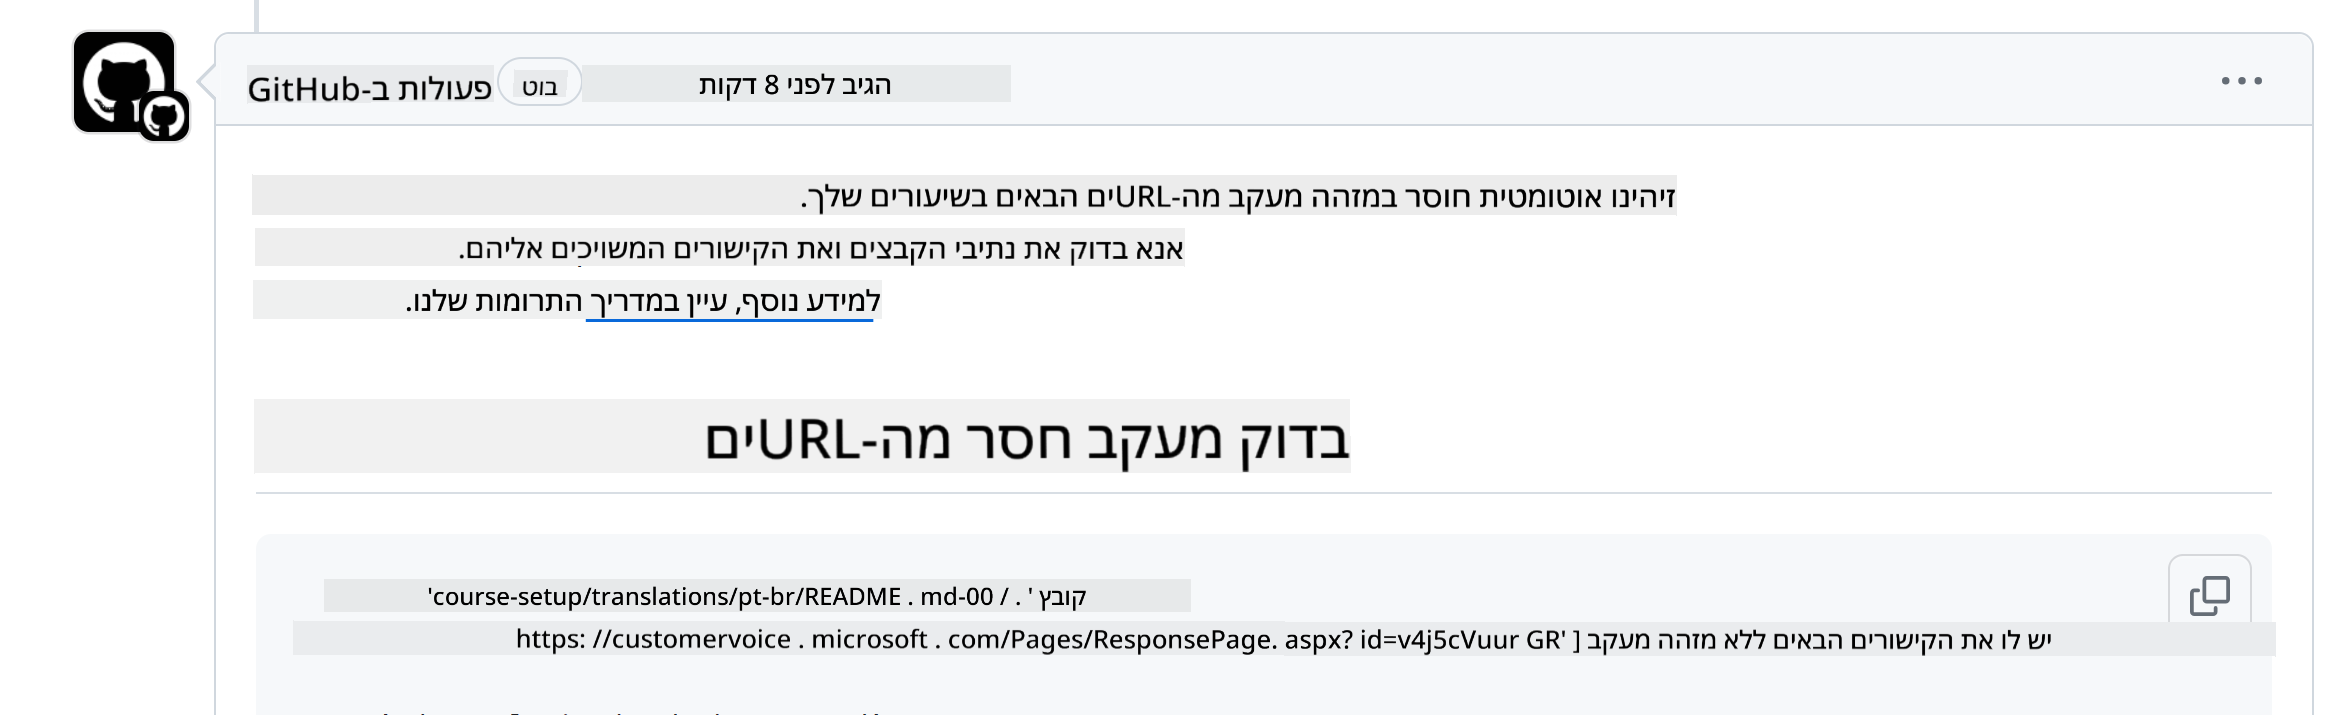 פעולות ב-GitHub
בוט
הגיב לפני 8 דקות
זיהינו אוטומטית חוסר במזהה מעקב מה-URLים הבאים בשיעורים שלך.
אנא בדוק את נתיבי הקבצים ואת הקישורים המשויכים אליהם.
למידע נוסף, עיין במדריך התרומות שלנו.
בדוק מעקב חסר מה-URLים
קובץ ' . / 00-course-setup/translations/pt-br/README . md'
יש לו את הקישורים הבאים ללא מזהה מעקב [ 'https: //customervoice . microsoft . com/Pages/ResponsePage. aspx? id=v4j5cVuur GR